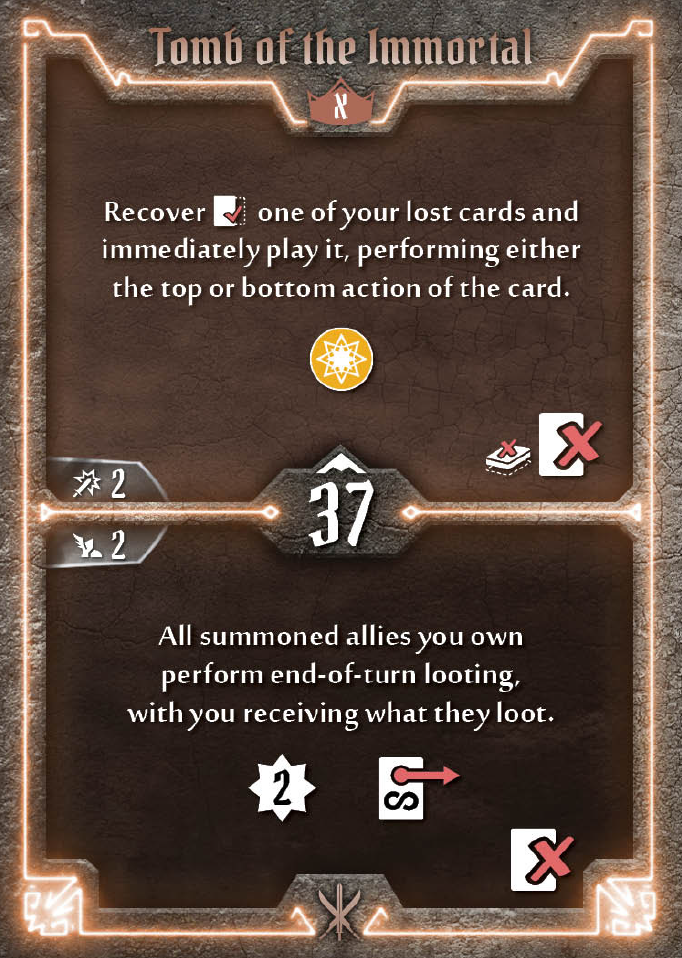 Tomb of the Immortal
X
Recover one of your lost cards and
immediately play it, performing either
the top or bottom action of the card.
2
37
2
All summoned allies you own
perform end-of-turn looting,
with you receiving what they loot.
2